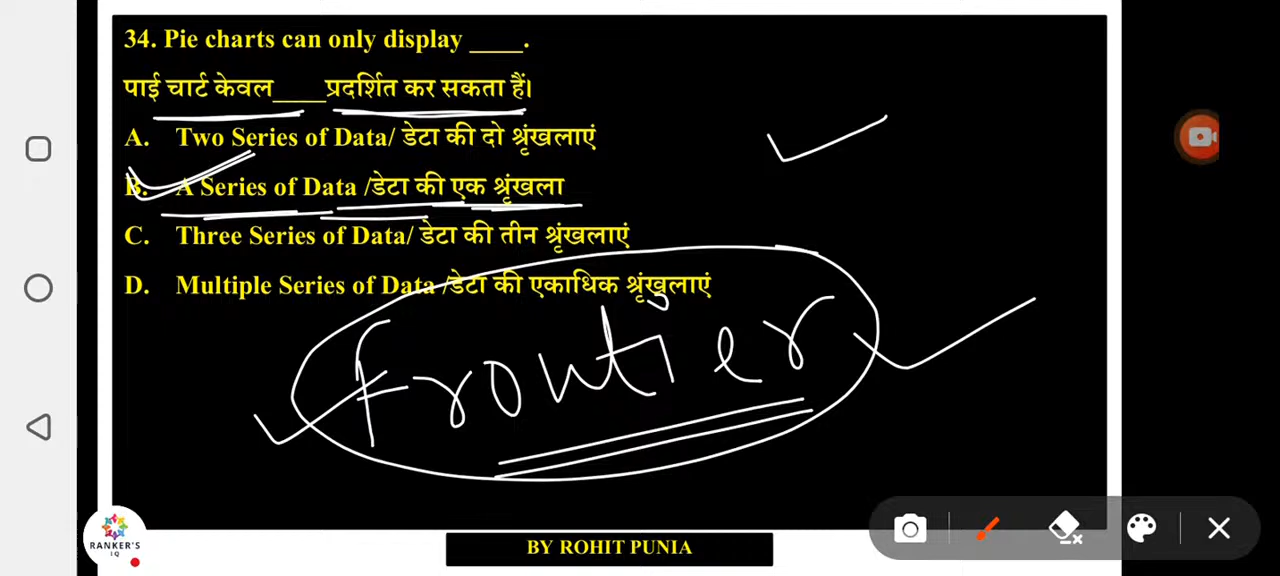 34. Pie charts can only display ____.
पाई चार्ट केवल____प्रदर्शित कर सकता हैं।
A. Two Series of Data/ डेटा की दो श्रृंखलाएं
B. A Series of Data /डेटा की एक श्रृंखला
C. Three Series of Data/ डेटा की तीन श्रृंखलाएं
D. Multiple Series of Data /डेटा की एकाधिक श्रृंखुलाएं
Frontier
RANKER'S
IQ
BY ROHIT PUNIA